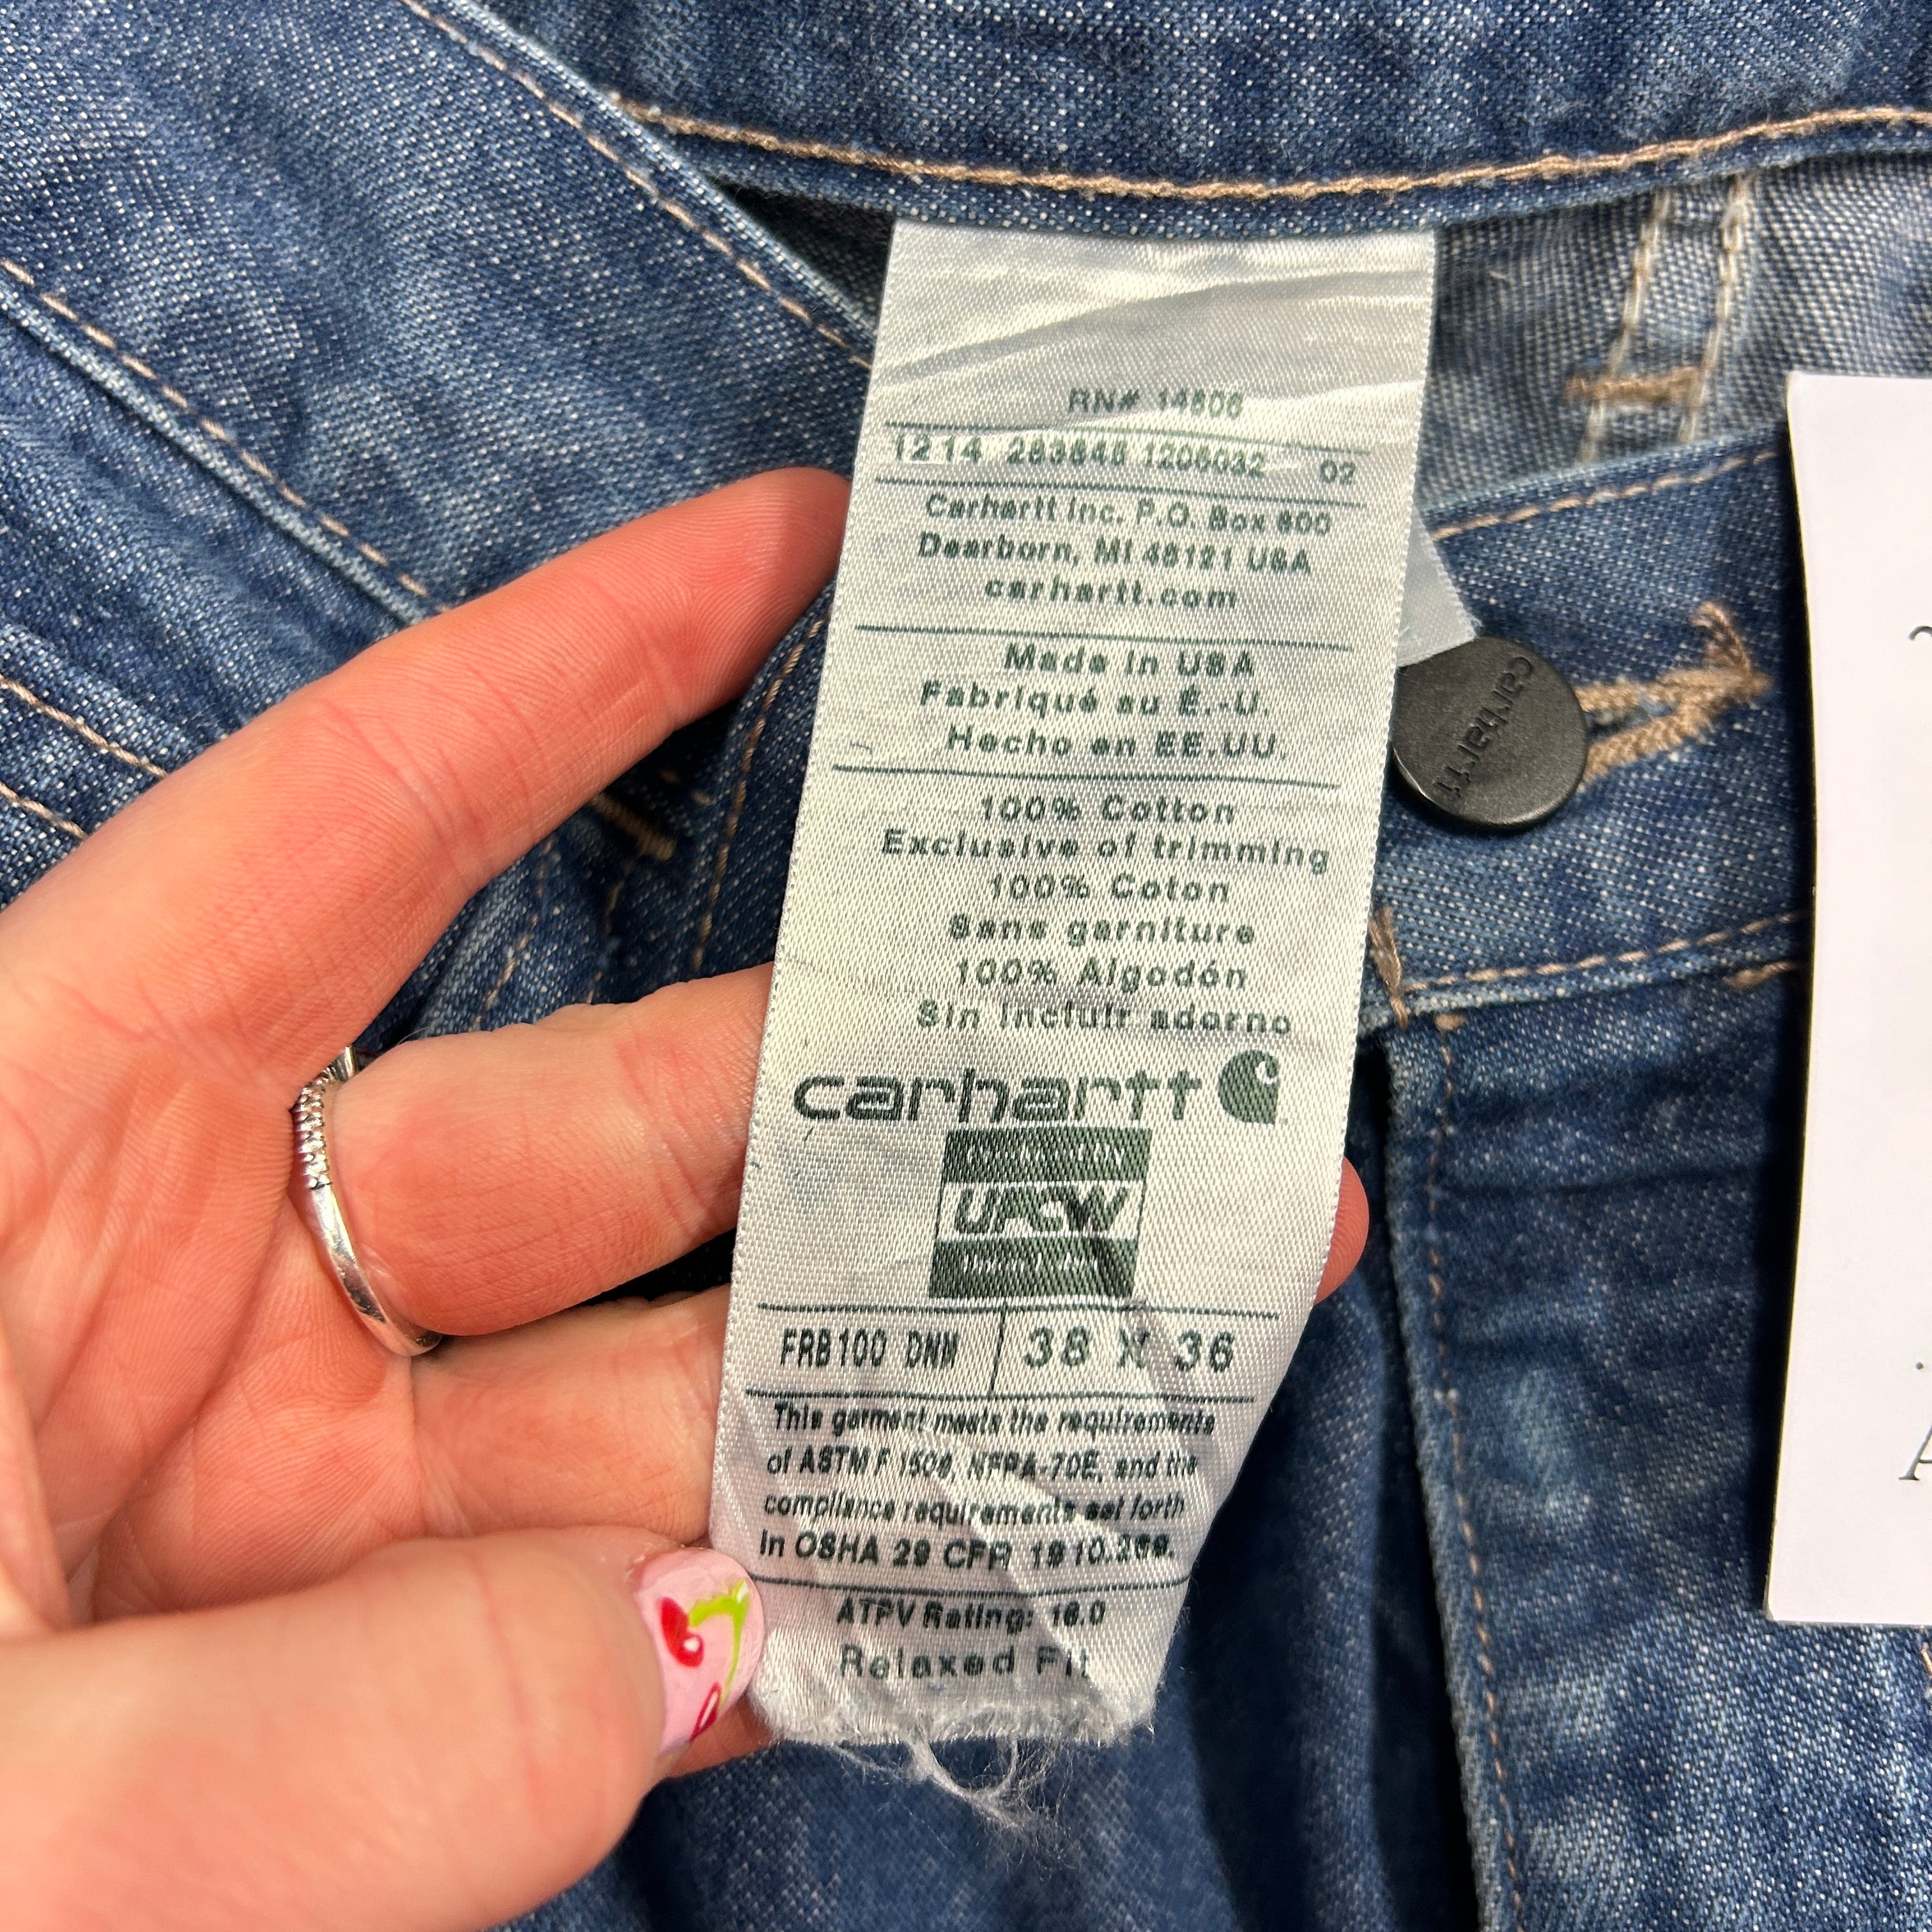 RN# 14806
1214 283648 1206032 02
Carhartt Inc. P.O. Box 600
Dearborn, MI 48121 USA
carhartt.com
Made in USA
Fabriqué au É.-U.
Hecho en EE.UU.
100% Cotton
Exclusive of trimming
100% Coton
Sans garniture
100% Algodón
Sin incluir adorno
carhartt
UFCW
FRB100 DNM 38 X 36
This garment meets the requirements
of ASTM F 1506, NFPA-70E, and the
compliance requirements set forth
in OSHA 29 CFR 1910.269.
ATPV Rating: 16.0
Relaxed Fit
carhartt